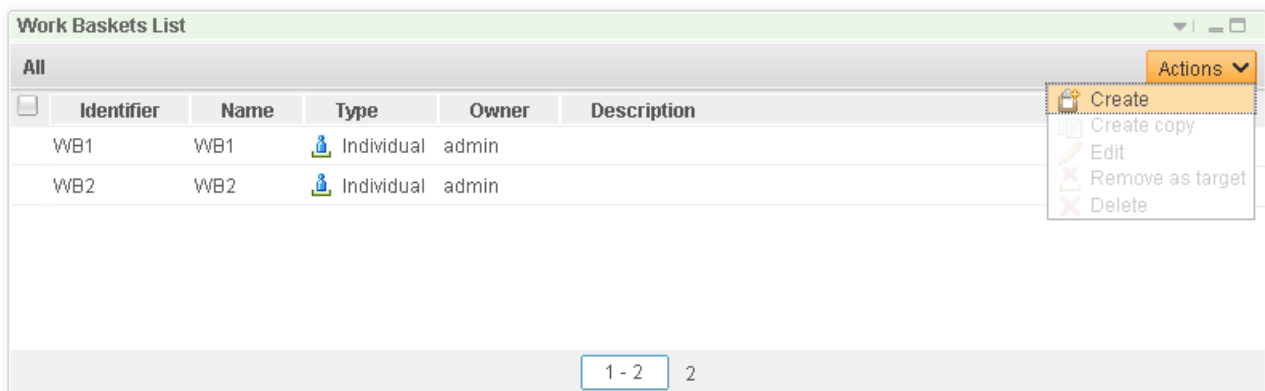 Work Baskets List
All
Actions
Identifier Name Type Owner Description
Create
Create copy
WB1 WB1 Individual admin
Edit
WB2 WB2 Individual admin
Remove as target
Delete
1 - 2 2